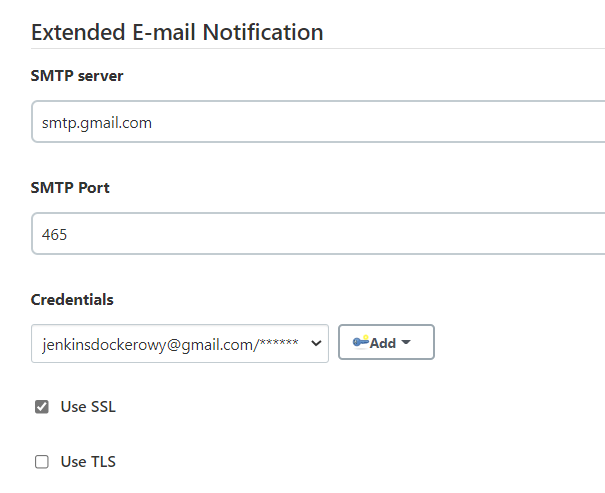 Extended E-mail Notification
SMTP server
smtp.gmail.com
SMTP Port
465
Credentials
jenkinsdockerowy@gmail.com/****** Add
Use SSL
Use TLS